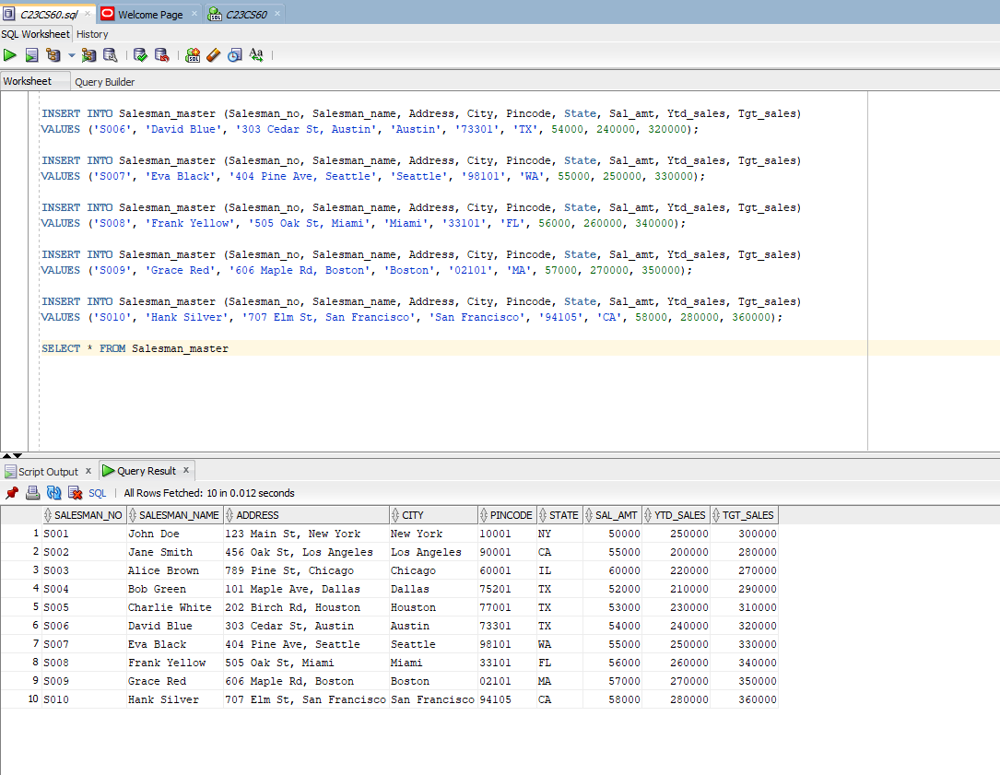 C23CS60.sql Welcome Page C23CS60
SQL Worksheet History
Worksheet Query Builder
INSERT INTO Salesman_master (Salesman_no, Salesman_name, Address, City, Pincode, State, Sal_amt, Ytd_sales, Tgt_sales)
VALUES ('S006', 'David Blue', '303 Cedar St, Austin', 'Austin', '73301', 'TX', 54000, 240000, 320000);
INSERT INTO Salesman_master (Salesman_no, Salesman_name, Address, City, Pincode, State, Sal_amt, Ytd_sales, Tgt_sales)
VALUES ('S007', 'Eva Black', '404 Pine Ave, Seattle', 'Seattle', '98101', 'WA', 55000, 250000, 330000);
INSERT INTO Salesman_master (Salesman_no, Salesman_name, Address, City, Pincode, State, Sal_amt, Ytd_sales, Tgt_sales)
VALUES ('S008', 'Frank Yellow', '505 Oak St, Miami', 'Miami', '33101', 'FL', 56000, 260000, 340000);
INSERT INTO Salesman_master (Salesman_no, Salesman_name, Address, City, Pincode, State, Sal_amt, Ytd_sales, Tgt_sales)
VALUES ('S009', 'Grace Red', '606 Maple Rd, Boston', 'Boston', '02101', 'MA', 57000, 270000, 350000);
INSERT INTO Salesman_master (Salesman_no, Salesman_name, Address, City, Pincode, State, Sal_amt, Ytd_sales, Tgt_sales)
VALUES ('S010', 'Hank Silver', '707 Elm St, San Francisco', 'San Francisco', '94105', 'CA', 58000, 280000, 360000);
SELECT * FROM Salesman_master
Script Output x Query Result x
SQL | All Rows Fetched: 10 in 0.012 seconds
SALESMAN_NO SALESMAN_NAME ADDRESS CITY PINCODE STATE SAL_AMT YTD_SALES TGT_SALES
1 S001 John Doe 123 Main St, New York New York 10001 NY 50000 250000 300000
2 S002 Jane Smith 456 Oak St, Los Angeles Los Angeles 90001 CA 55000 200000 280000
3 S003 Alice Brown 789 Pine St, Chicago Chicago 60001 IL 60000 220000 270000
4 S004 Bob Green 101 Maple Ave, Dallas Dallas 75201 TX 52000 210000 290000
5 S005 Charlie White 202 Birch Rd, Houston Houston 77001 TX 53000 230000 310000
6 S006 David Blue 303 Cedar St, Austin Austin 73301 TX 54000 240000 320000
7 S007 Eva Black 404 Pine Ave, Seattle Seattle 98101 WA 55000 250000 330000
8 S008 Frank Yellow 505 Oak St, Miami Miami 33101 FL 56000 260000 340000
9 S009 Grace Red 606 Maple Rd, Boston Boston 02101 MA 57000 270000 350000
10 S010 Hank Silver 707 Elm St, San Francisco San Francisco 94105 CA 58000 280000 360000